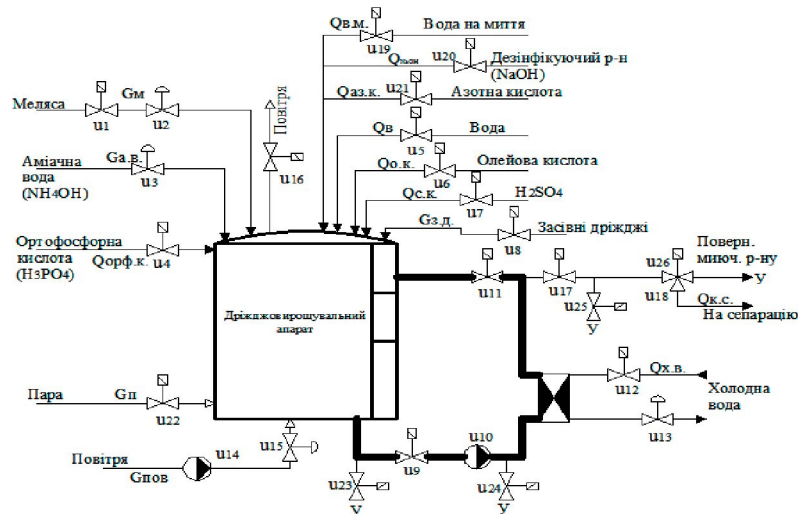 Qв.м.
Вода на миття
u19
QNaOH
u20
Дезінфікуючий р-н
(NaOH)
Меляса
Gм
u1
u2
Повітря
Qаз.к.
u21
Азотна кислота
Qв
Вода
u5
Аміачна
вода
(NH4OH)
Gа.в.
u3
u16
Qо.к.
Олейова кислота
u6
Qс.к.
H2SO4
u7
Gз.д.
Засівні дріжджі
u8
Ортофосфорна
кислота
(H3PO4)
Qорф.к.
u4
u11
u17
u26
u18
Поверн.
миюч. р-ну
У
u25
У
Qк.с.
На сепарацію
Дріжджовирощувальний
апарат
Пара
Gп
u22
Qх.в.
u12
Холодна
вода
u13
Повітря
Gпов
u14
u15
u10
u9
u23
У
u24
У